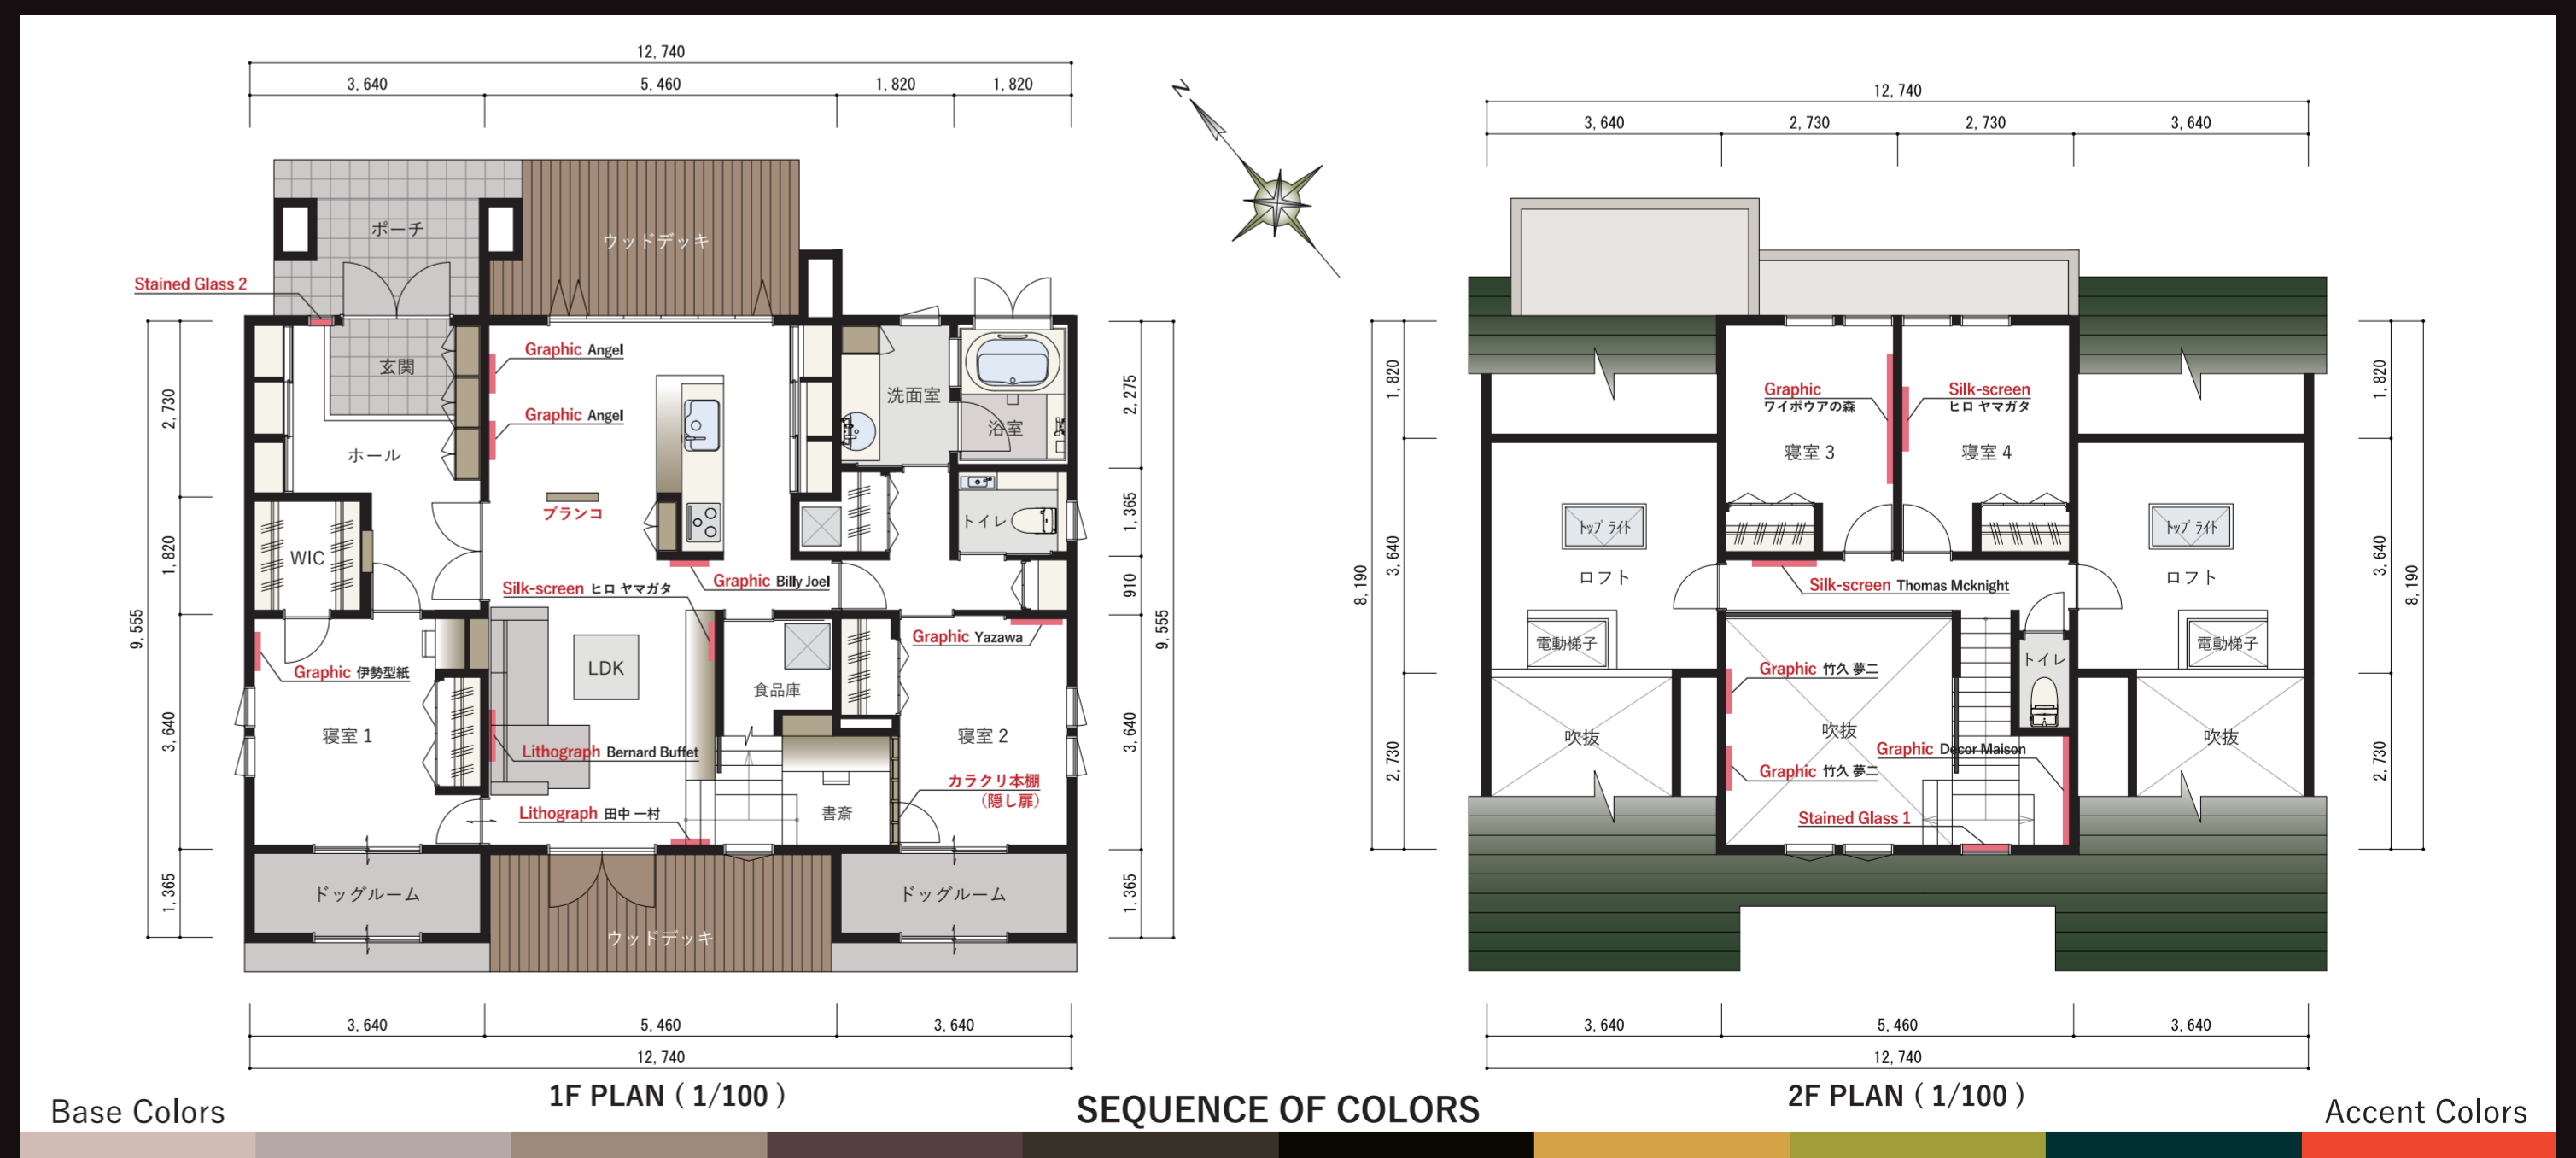 12,740
3,640
5,460
1,820
1,820
ポーチ
ウッドデッキ
Stained Glass 2
玄関
Graphic Angel
Graphic Angel
洗面室
浴室
ホール
ブランコ
トイレ
WIC
Graphic Billy Joel
Silk-screen ヒロ ヤマガタ
Graphic Yazawa
Graphic 伊勢型紙
LDK
食品庫
寝室 1
寝室 2
Lithograph Bernard Buffet
カラクリ本棚
(隠し扉)
Lithograph 田中 一村
書斎
ドッグルーム
ドッグルーム
ウッドデッキ
2,730
1,820
3,640
1,365
9,555
2,275
1,365
910
3,640
1,365
9,555
3,640
5,460
3,640
12,740
1F PLAN ( 1/100 )
N
12,740
3,640
2,730
2,730
3,640
Graphic
ワイポウアの森
Silk-screen
ヒロ ヤマガタ
寝室 3
寝室 4
トップ ライト
トップ ライト
ロフト
ロフト
Silk-screen Thomas Mcknight
電動梯子
電動梯子
トイレ
Graphic 竹久 夢二
吹抜
吹抜
吹抜
Graphic Decor Maison
Graphic 竹久 夢二
Stained Glass 1
1,820
3,640
2,730
8,190
1,820
3,640
2,730
8,190
3,640
5,460
3,640
12,740
2F PLAN ( 1/100 )
Base Colors
SEQUENCE OF COLORS
Accent Colors